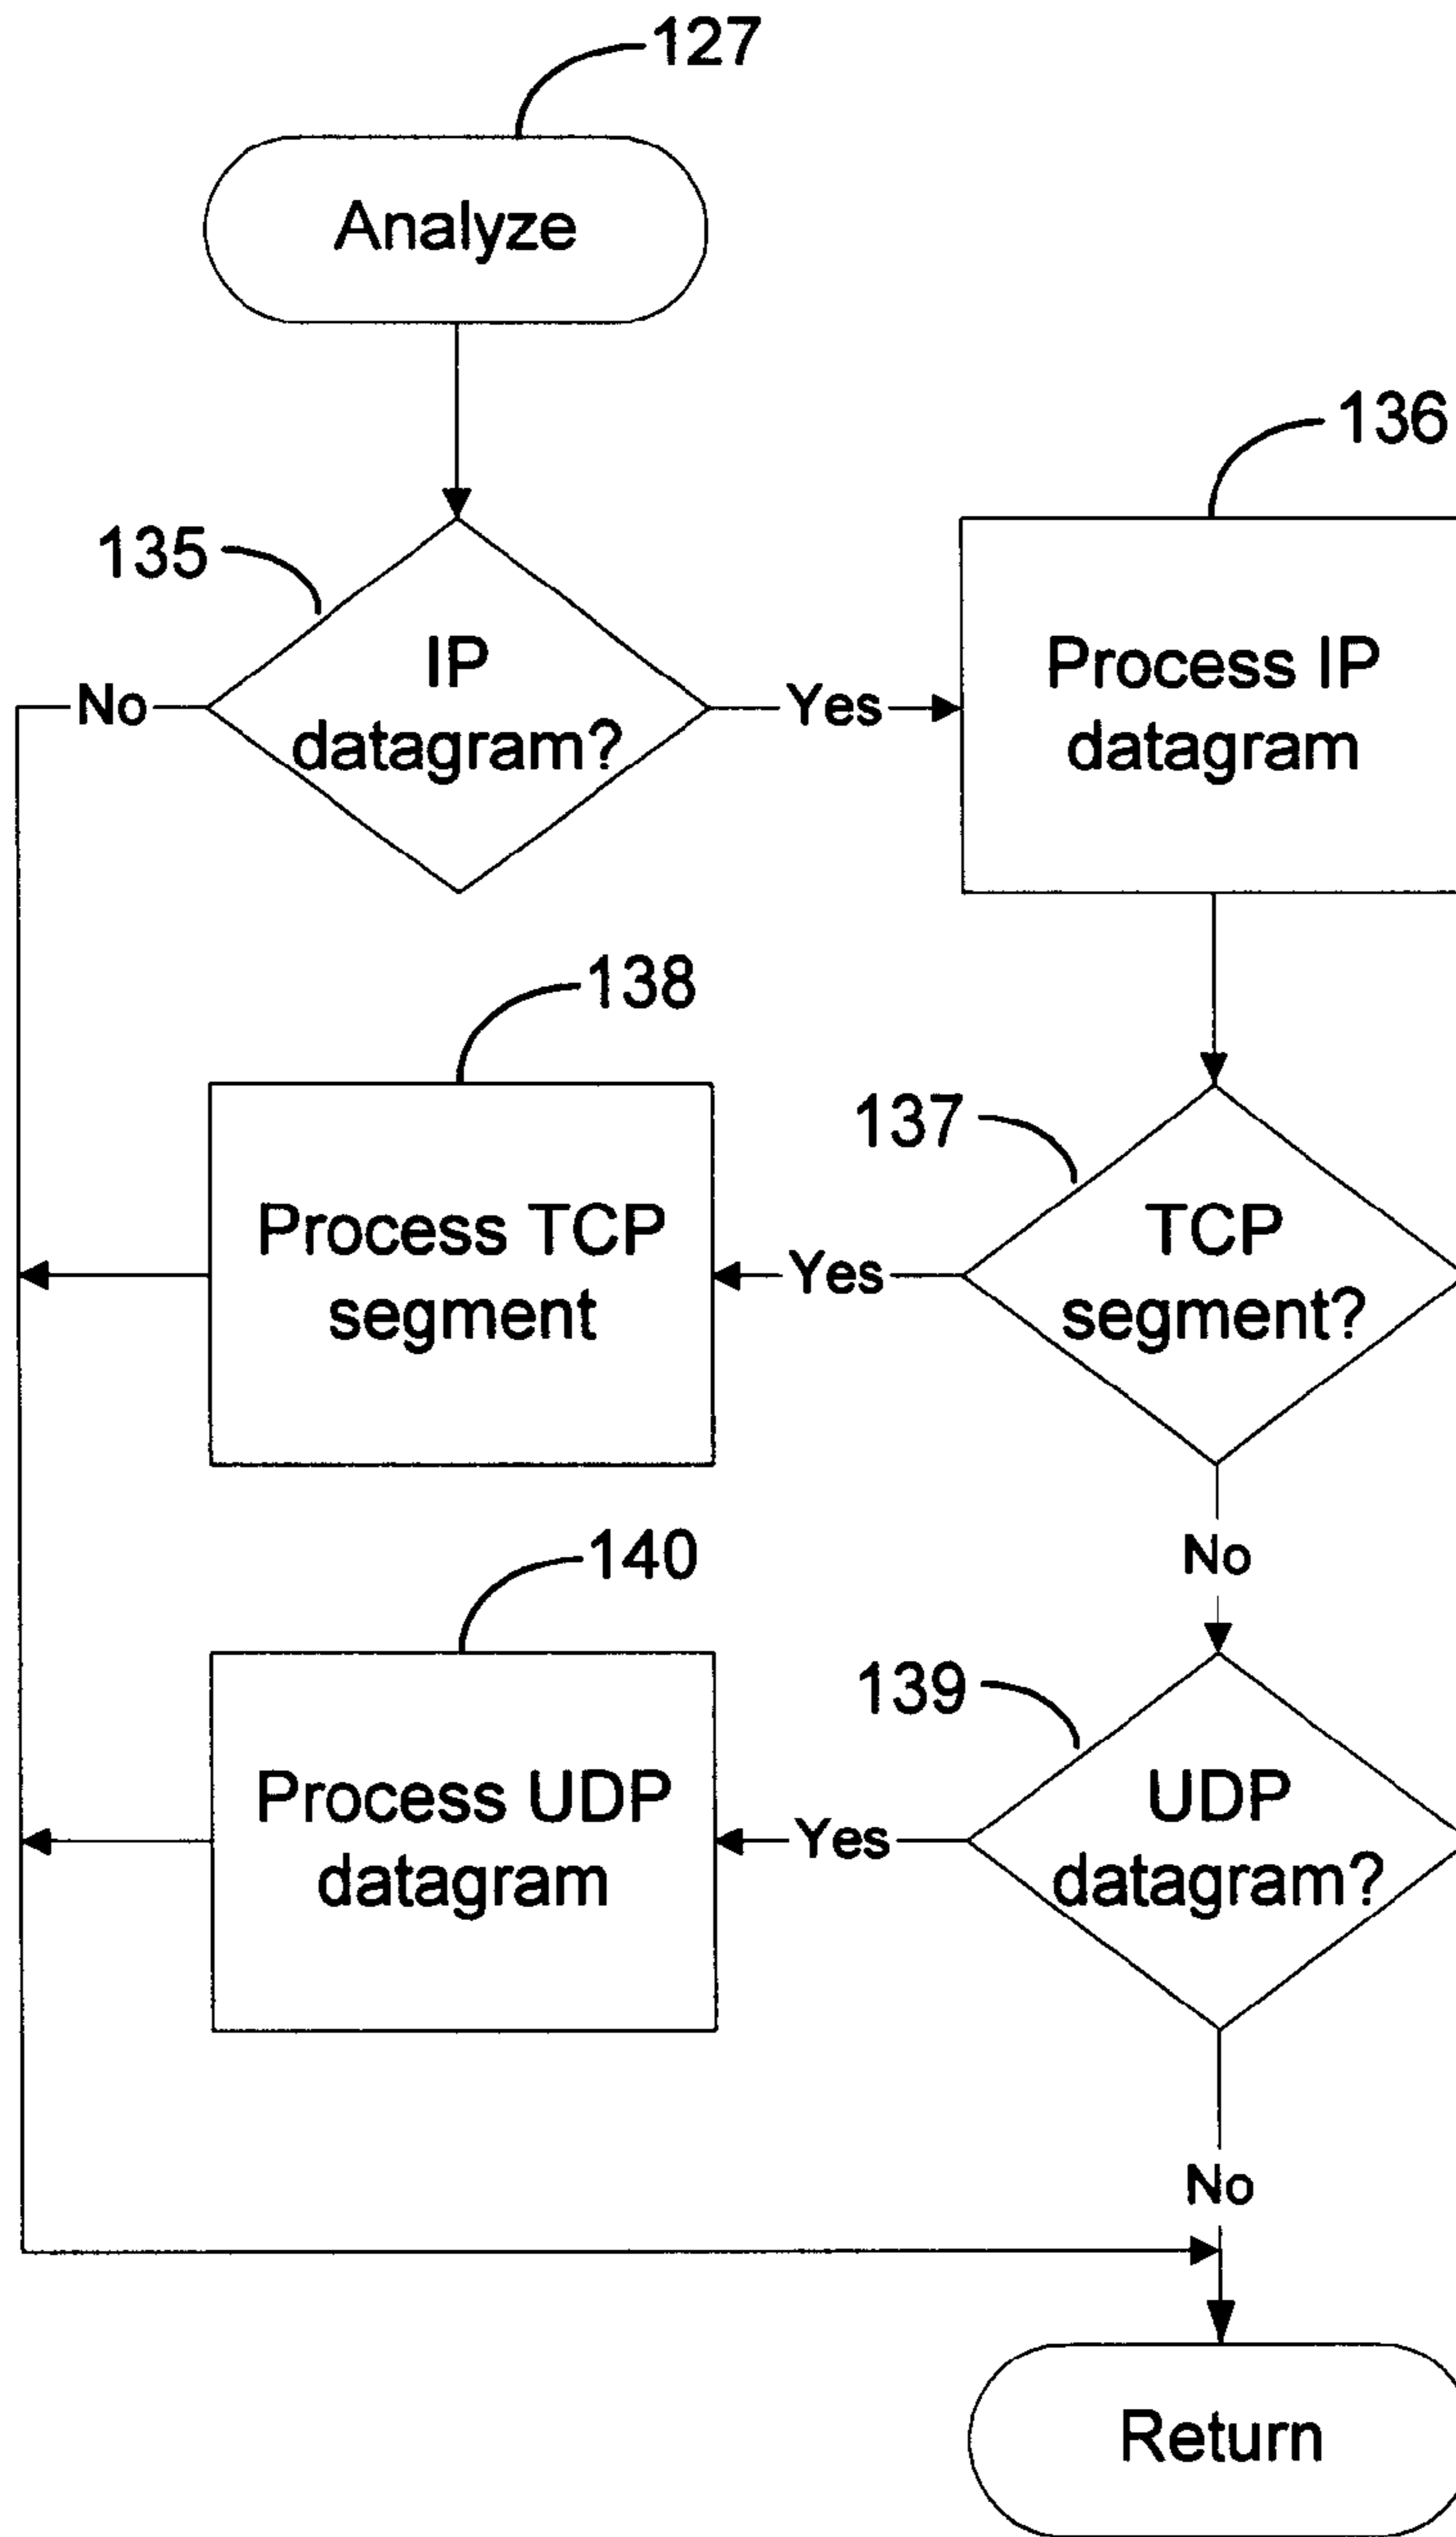 127
Analyze
136
135
IP
datagram?
No
Yes
Process IP
datagram
138
137
Process TCP
segment
Yes
TCP
segment?
No
140
139
Process UDP
datagram
Yes
UDP
datagram?
No
Return